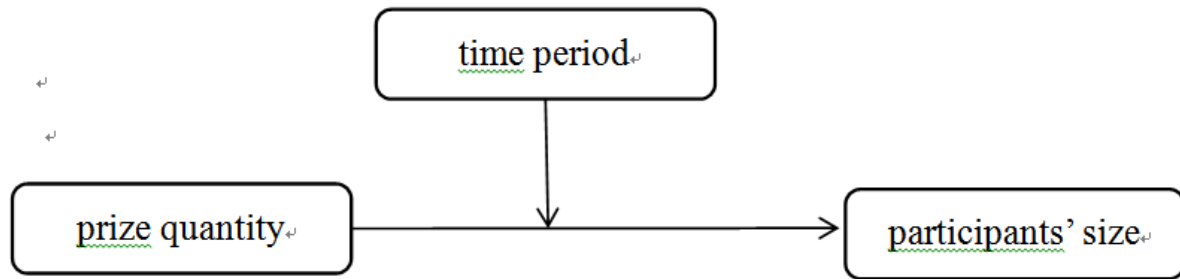 time period
prize quantity
participants’ size